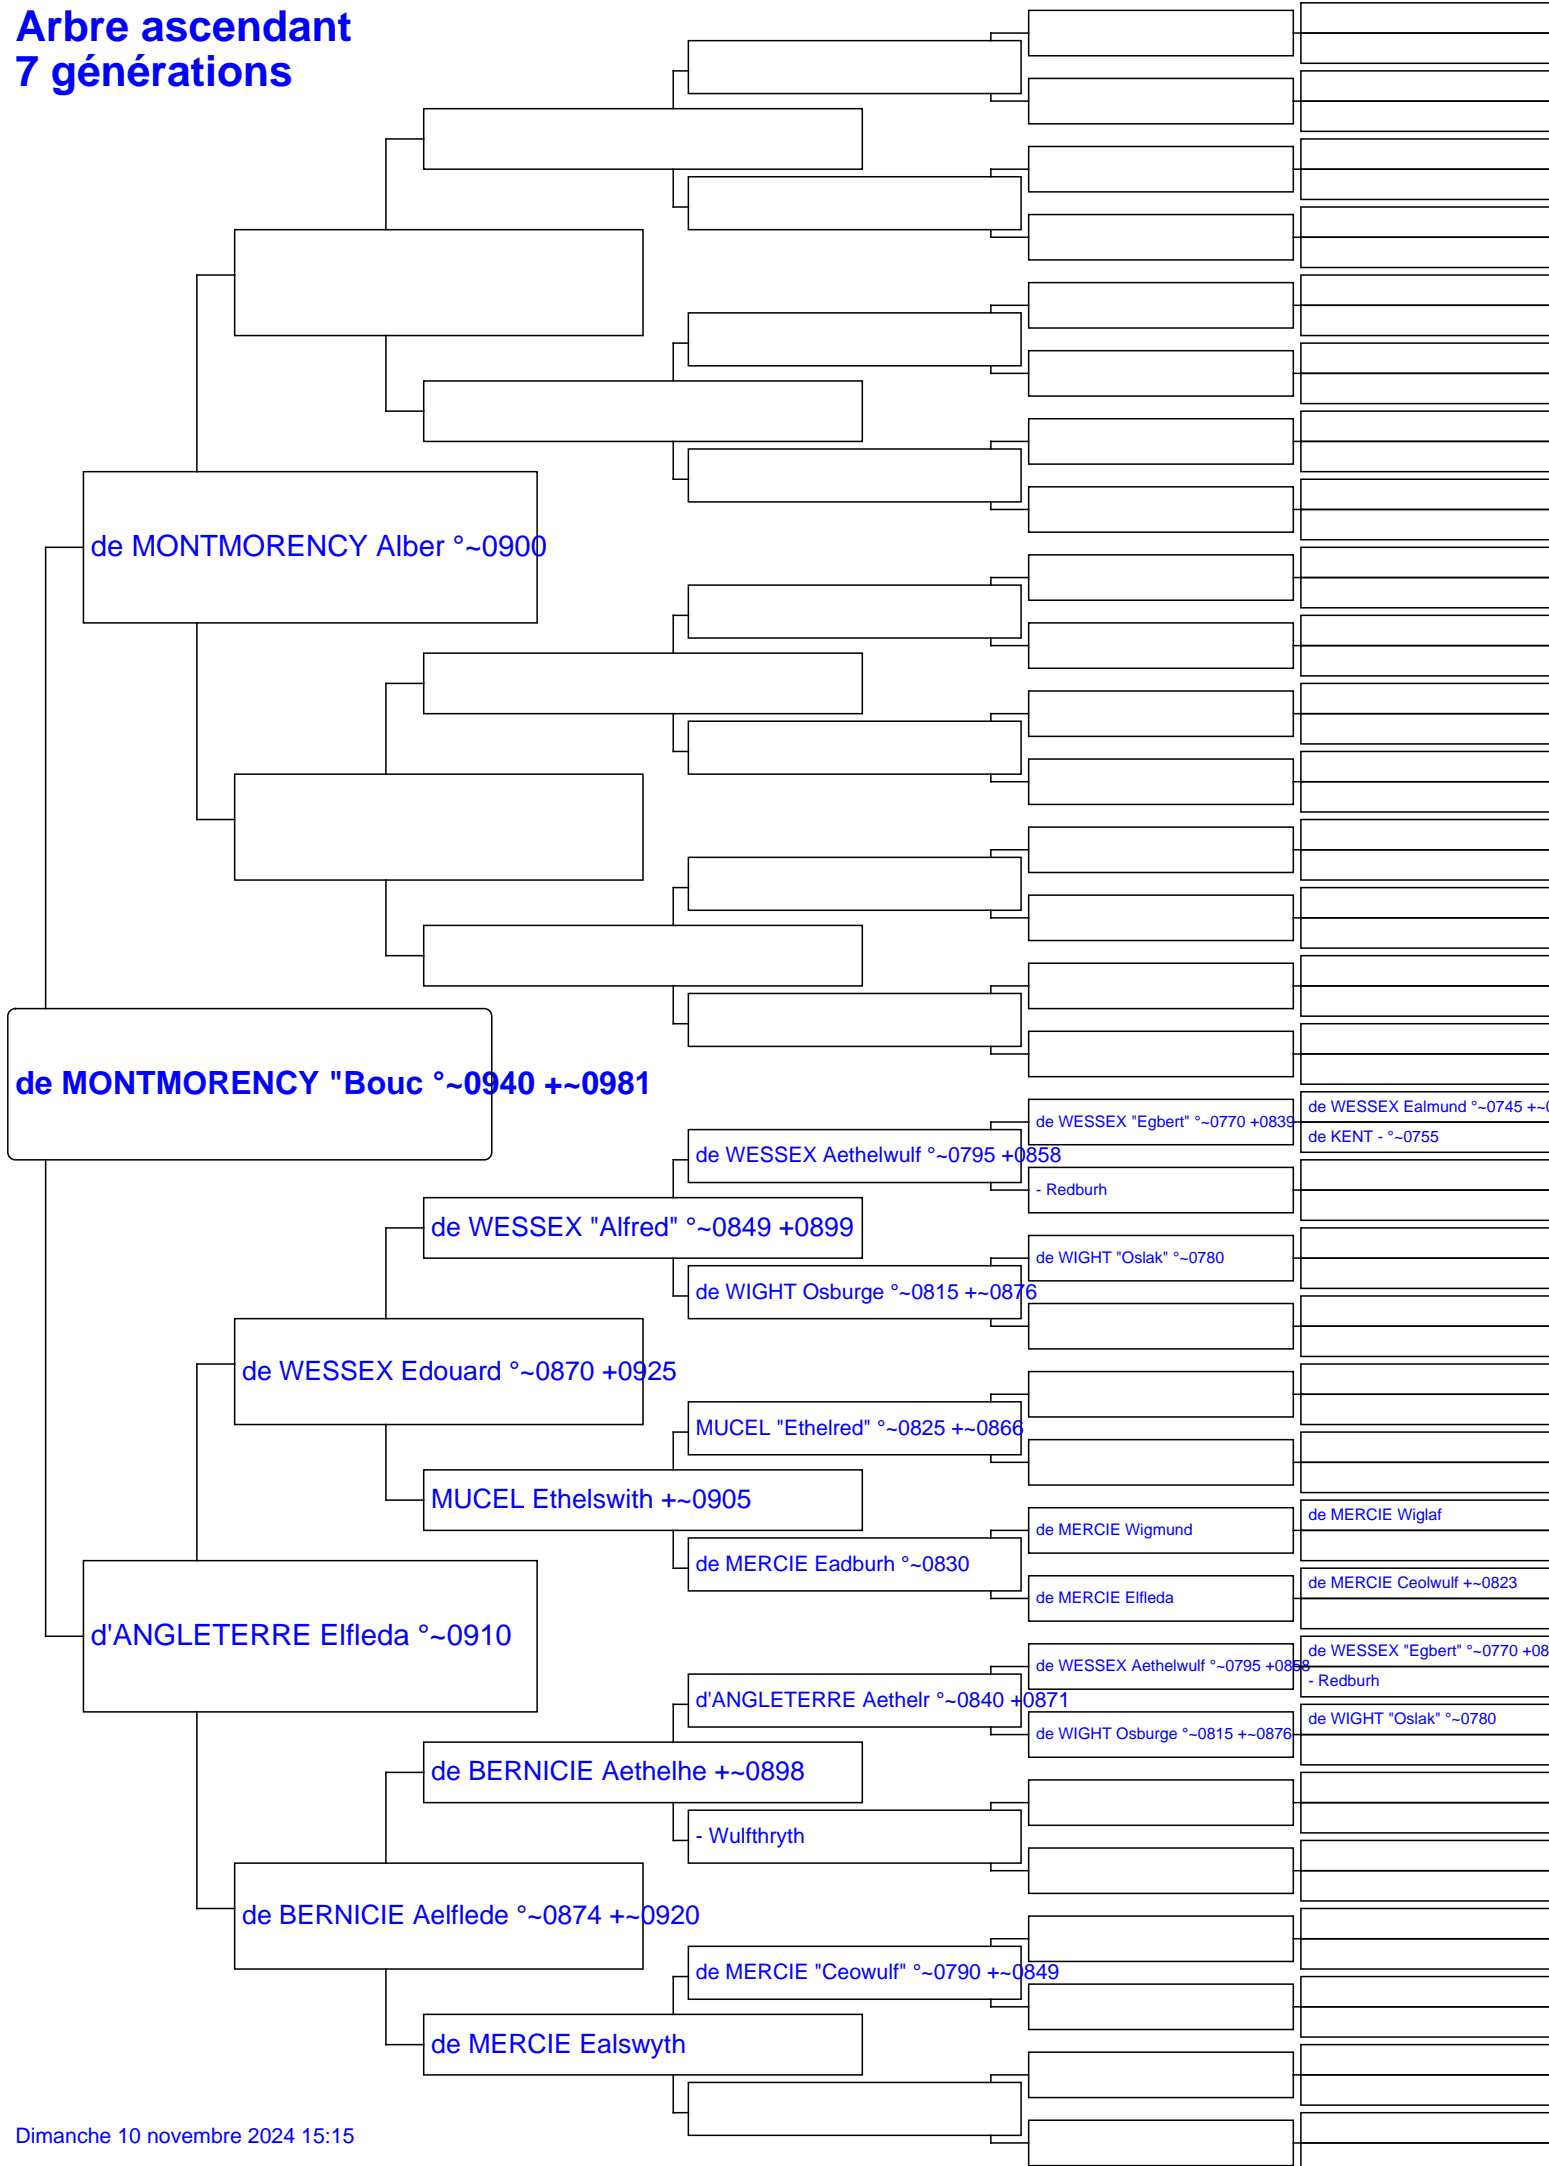 Arbre ascendant
7 générations
de MONTMORENCY Alber °~0900
de MONTMORENCY "Bouc °~0940 +~0981
de WESSEX "Egbert" °~0770 +0839
de WESSEX Ealmund °~0745 +~0
de KENT - °~0755
de WESSEX Aethelwulf °~0795 +0858
- Redburh
de WESSEX "Alfred" °~0849 +0899
de WIGHT "Oslak" °~0780
de WIGHT Osburge °~0815 +~0876
de WESSEX Edouard °~0870 +0925
MUCEL "Ethelred" °~0825 +~0866
MUCEL Ethelswith +~0905
de MERCIE Wigmund
de MERCIE Wiglaf
de MERCIE Eadburh °~0830
de MERCIE Elfleda
de MERCIE Ceolwulf +~0823
d'ANGLETERRE Elfleda °~0910
de WESSEX Aethelwulf °~0795 +0858
de WESSEX "Egbert" °~0770 +08
- Redburh
d'ANGLETERRE Aethelr °~0840 +0871
de WIGHT Osburge °~0815 +~0876
de WIGHT "Oslak" °~0780
de BERNICIE Aethelhe +~0898
- Wulfthryth
de BERNICIE Aelflede °~0874 +~0920
de MERCIE "Ceowulf" °~0790 +~0849
de MERCIE Ealswyth
Dimanche 10 novembre 2024 15:15